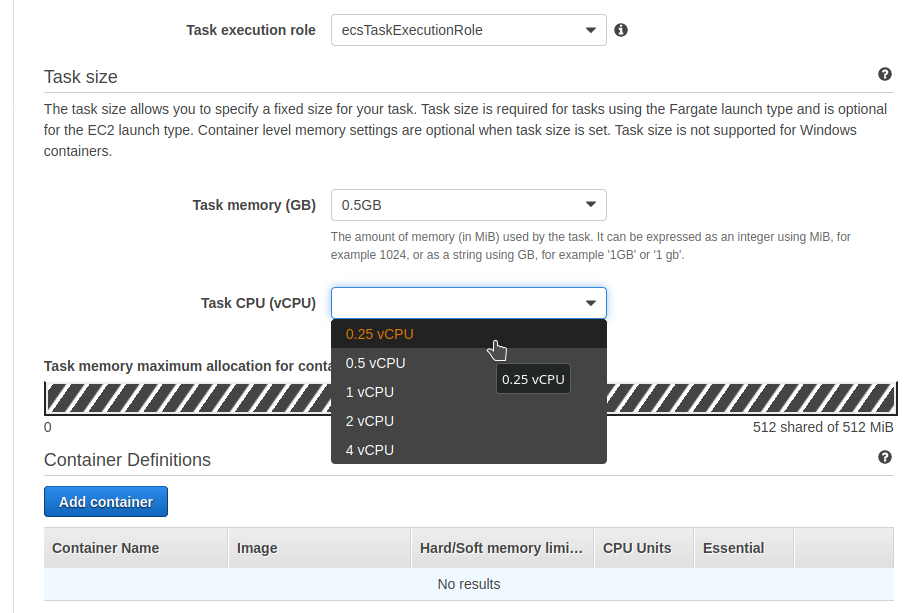 Task execution role
ecsTaskExecutionRole
Task size
The task size allows you to specify a fixed size for your task. Task size is required for tasks using the Fargate launch type and is optional
for the EC2 launch type. Container level memory settings are optional when task size is set. Task size is not supported for Windows
containers.
Task memory (GB)
0.5GB
The amount of memory (in MiB) used by the task. It can be expressed as an integer using MiB, for
example 1024, or as a string using GB, for example '1GB' or '1 gb'.
Task CPU (vCPU)
0.25 vCPU
0.5 vCPU
0.25 vCPU
1 vCPU
2 vCPU
4 vCPU
Task memory maximum allocation for conta
0
512 shared of 512 MiB
Container Definitions
Add container
Container Name
Image
Hard/Soft memory limi...
CPU Units
Essential
No results